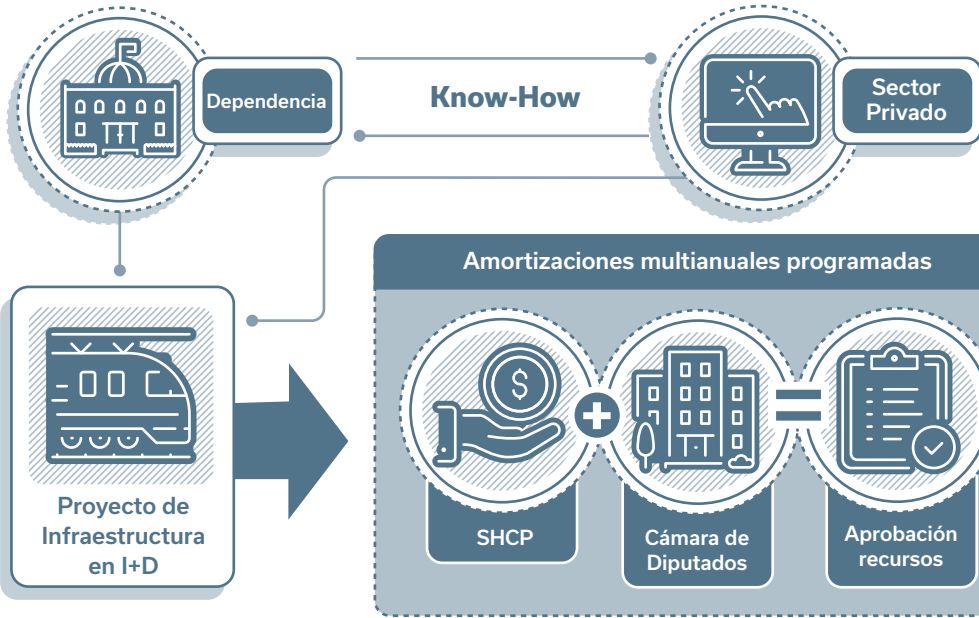 Dependencia
Know-How
Sector
Privado
Amortizaciones multianuales programadas
$
Proyecto de
Infraestructura
en I+D
SHCP
Cámara de
Diputados
Aprobación
recursos